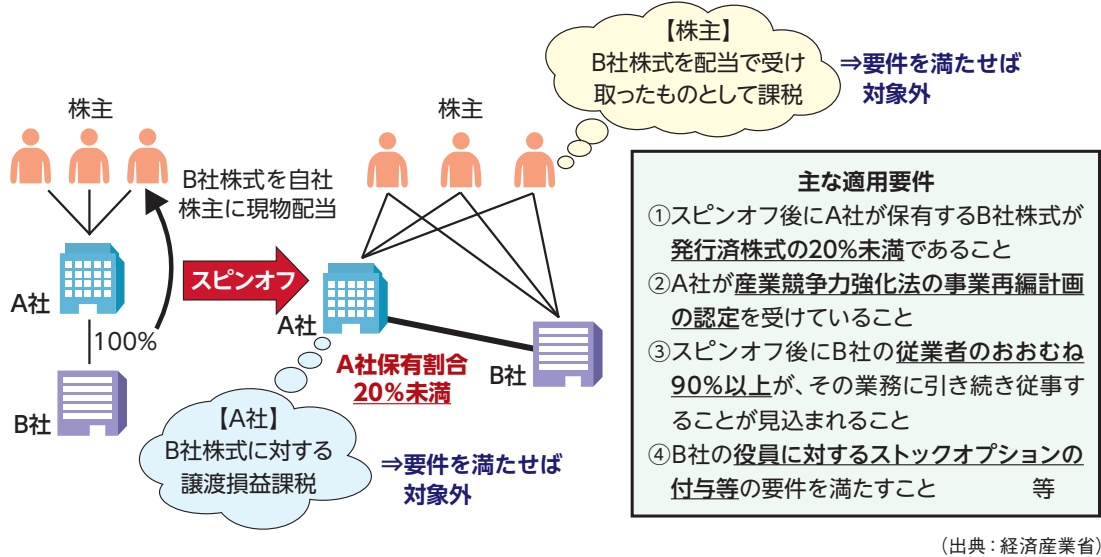 株主
B社株式を自社
株主に現物配当
A社
100%
B社
スピンオフ
株主
A社
A社保有割合
20%未満
B社
【株主】
B社株式を配当で受け
取ったものとして課税
⇒要件を満たせば
対象外
【A社】
B社株式に対する
譲渡損益課税
⇒要件を満たせば
対象外
主な適用要件
①スピンオフ後にA社が保有するB社株式が
発行済株式の20%未満であること
②A社が産業競争力強化法の事業再編計画
の認定を受けていること
③スピンオフ後にB社の従業者のおおむね
90%以上が、その業務に引き続き従事す
ることが見込まれること
④B社の役員に対するストックオプションの
付与等の要件を満たすこと　　　　等
(出典：経済産業省)